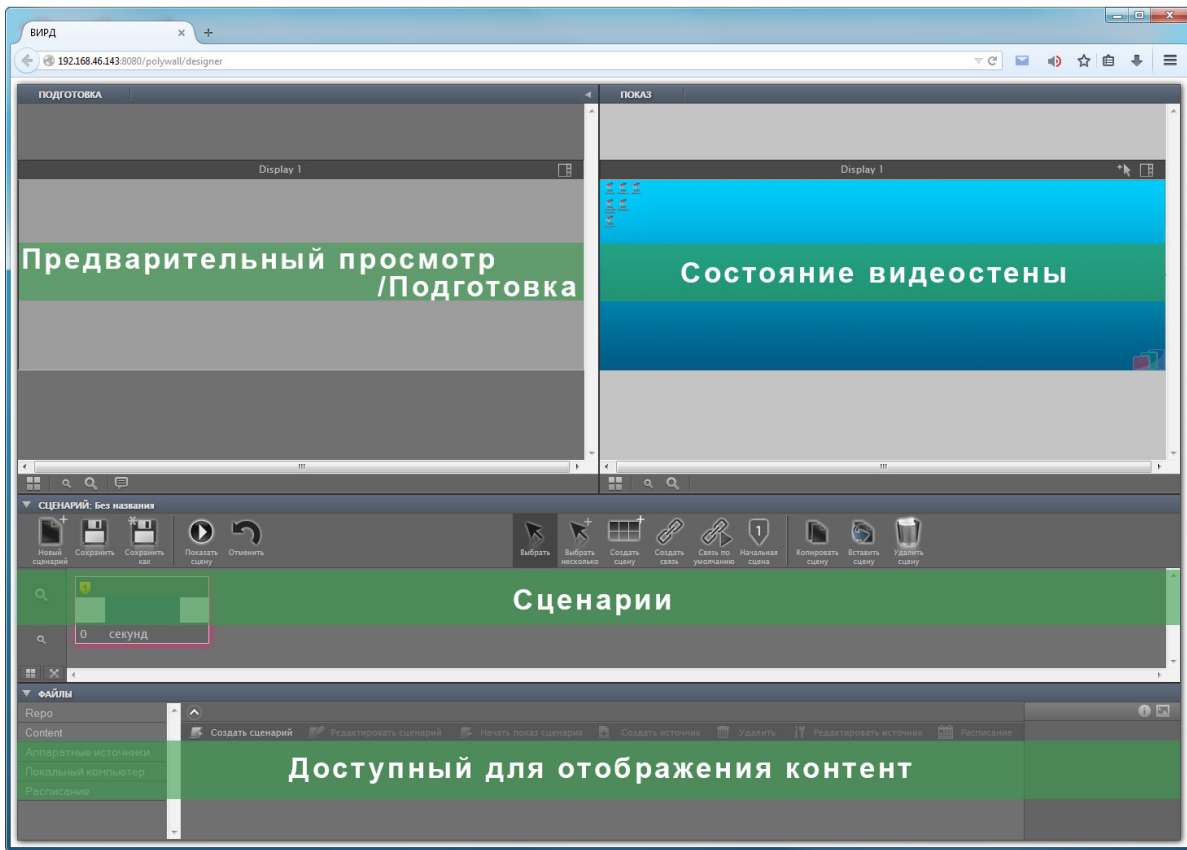 ВИРД
192.168.46.143:8080/polywall/designer
ПОДГОТОВКА
ПОКАЗ
Display 1
Display 1
Предварительный просмотр
/Подготовка
Состояние видеостены
СЦЕНАРИЙ: Без названия
Новый сценарий
Сохранить
Сохранить как
Показать сцену
Отменить
Выбрать
Выбрать несколько
Создать сцену
Создать связь
Связь по умолчанию
1
Начальная сцена
Копировать сцену
Вставить сцену
Удалить сцену
1
Сценарии
0 секунд
ФАЙЛЫ
Repo
Content
Аппаратные источники
Локальный компьютер
Расписание
Создать сценарий
Редактировать сценарий
Начать показ сценария
Создать источник
Удалить
Редактировать источник
Расписание
Доступный для отображения контент